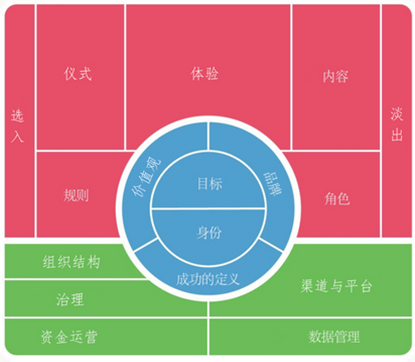 仪式
体验
内容
选入
淡出
价值观
品牌
目标
规则
角色
身份
组织结构
成功的定义
渠道与平台
治理
资金运营
数据管理